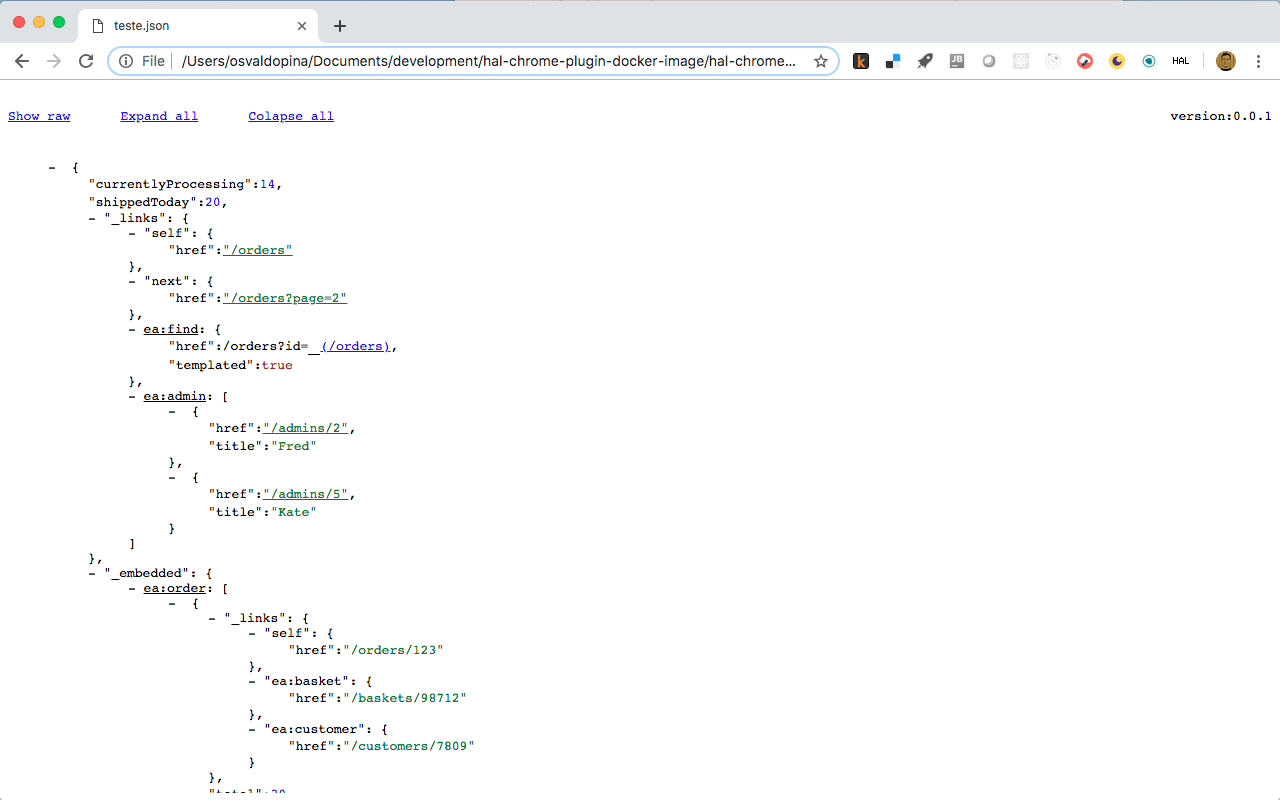 teste.json
File /Users/osvaldopina/Documents/development/hal-chrome-plugin-docker-image/hal-chrome... JB HAL
Show raw Expand all Colapse all version:0.0.1
- {
"currentlyProcessing":14,
"shippedToday":20,
- "_links": {
- "self": {
"href":"/orders"
},
- "next": {
"href":"/orders?page=2"
},
- ea:find: {
"href":/orders?id=__(/orders),
"templated":true
},
- ea:admin: [
- {
"href":"/admins/2",
"title":"Fred"
},
- {
"href":"/admins/5",
"title":"Kate"
}
]
},
- "_embedded": {
- ea:order: [
- {
- "_links": {
- "self": {
"href":"/orders/123"
},
- "ea:basket": {
"href":"/baskets/98712"
},
- "ea:customer": {
"href":"/customers/7809"
}
},
"total":30